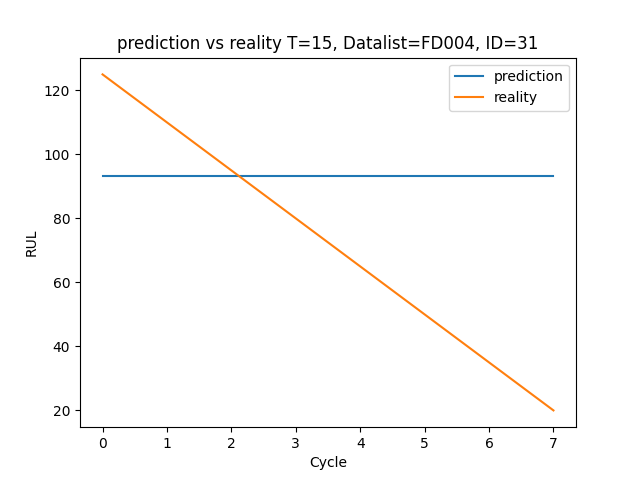 prediction vs reality T=15, Datalist=FD004, ID=31
prediction
reality
120
100
80
60
40
20
RUL
0 1 2 3 4 5 6 7
Cycle